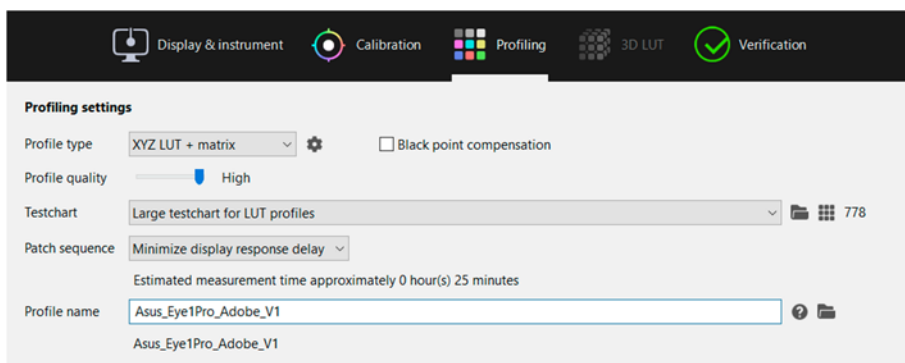 Display & instrument Calibration Profiling 3D LUT Verification
Profiling settings
Profile type XYZ LUT + matrix Black point compensation
Profile quality High
Testchart Large testchart for LUT profiles 778
Patch sequence Minimize display response delay
Estimated measurement time approximately 0 hour(s) 25 minutes
Profile name Asus_Eye1Pro_Adobe_V1
Asus_Eye1Pro_Adobe_V1